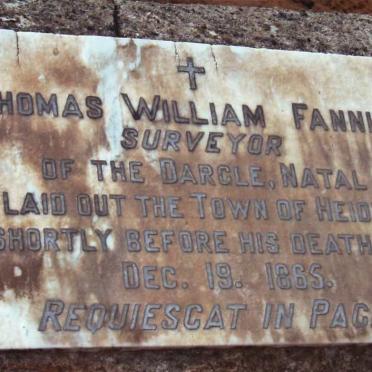 THOMAS WILLIAM FANNI
SURVEYOR
OF THE DARGLE, NATAL
LAID OUT THE TOWN OF HEID
SHORTLY BEFORE HIS DEATH
DEC. 19. 1865.
REQUIESCAT IN PAC